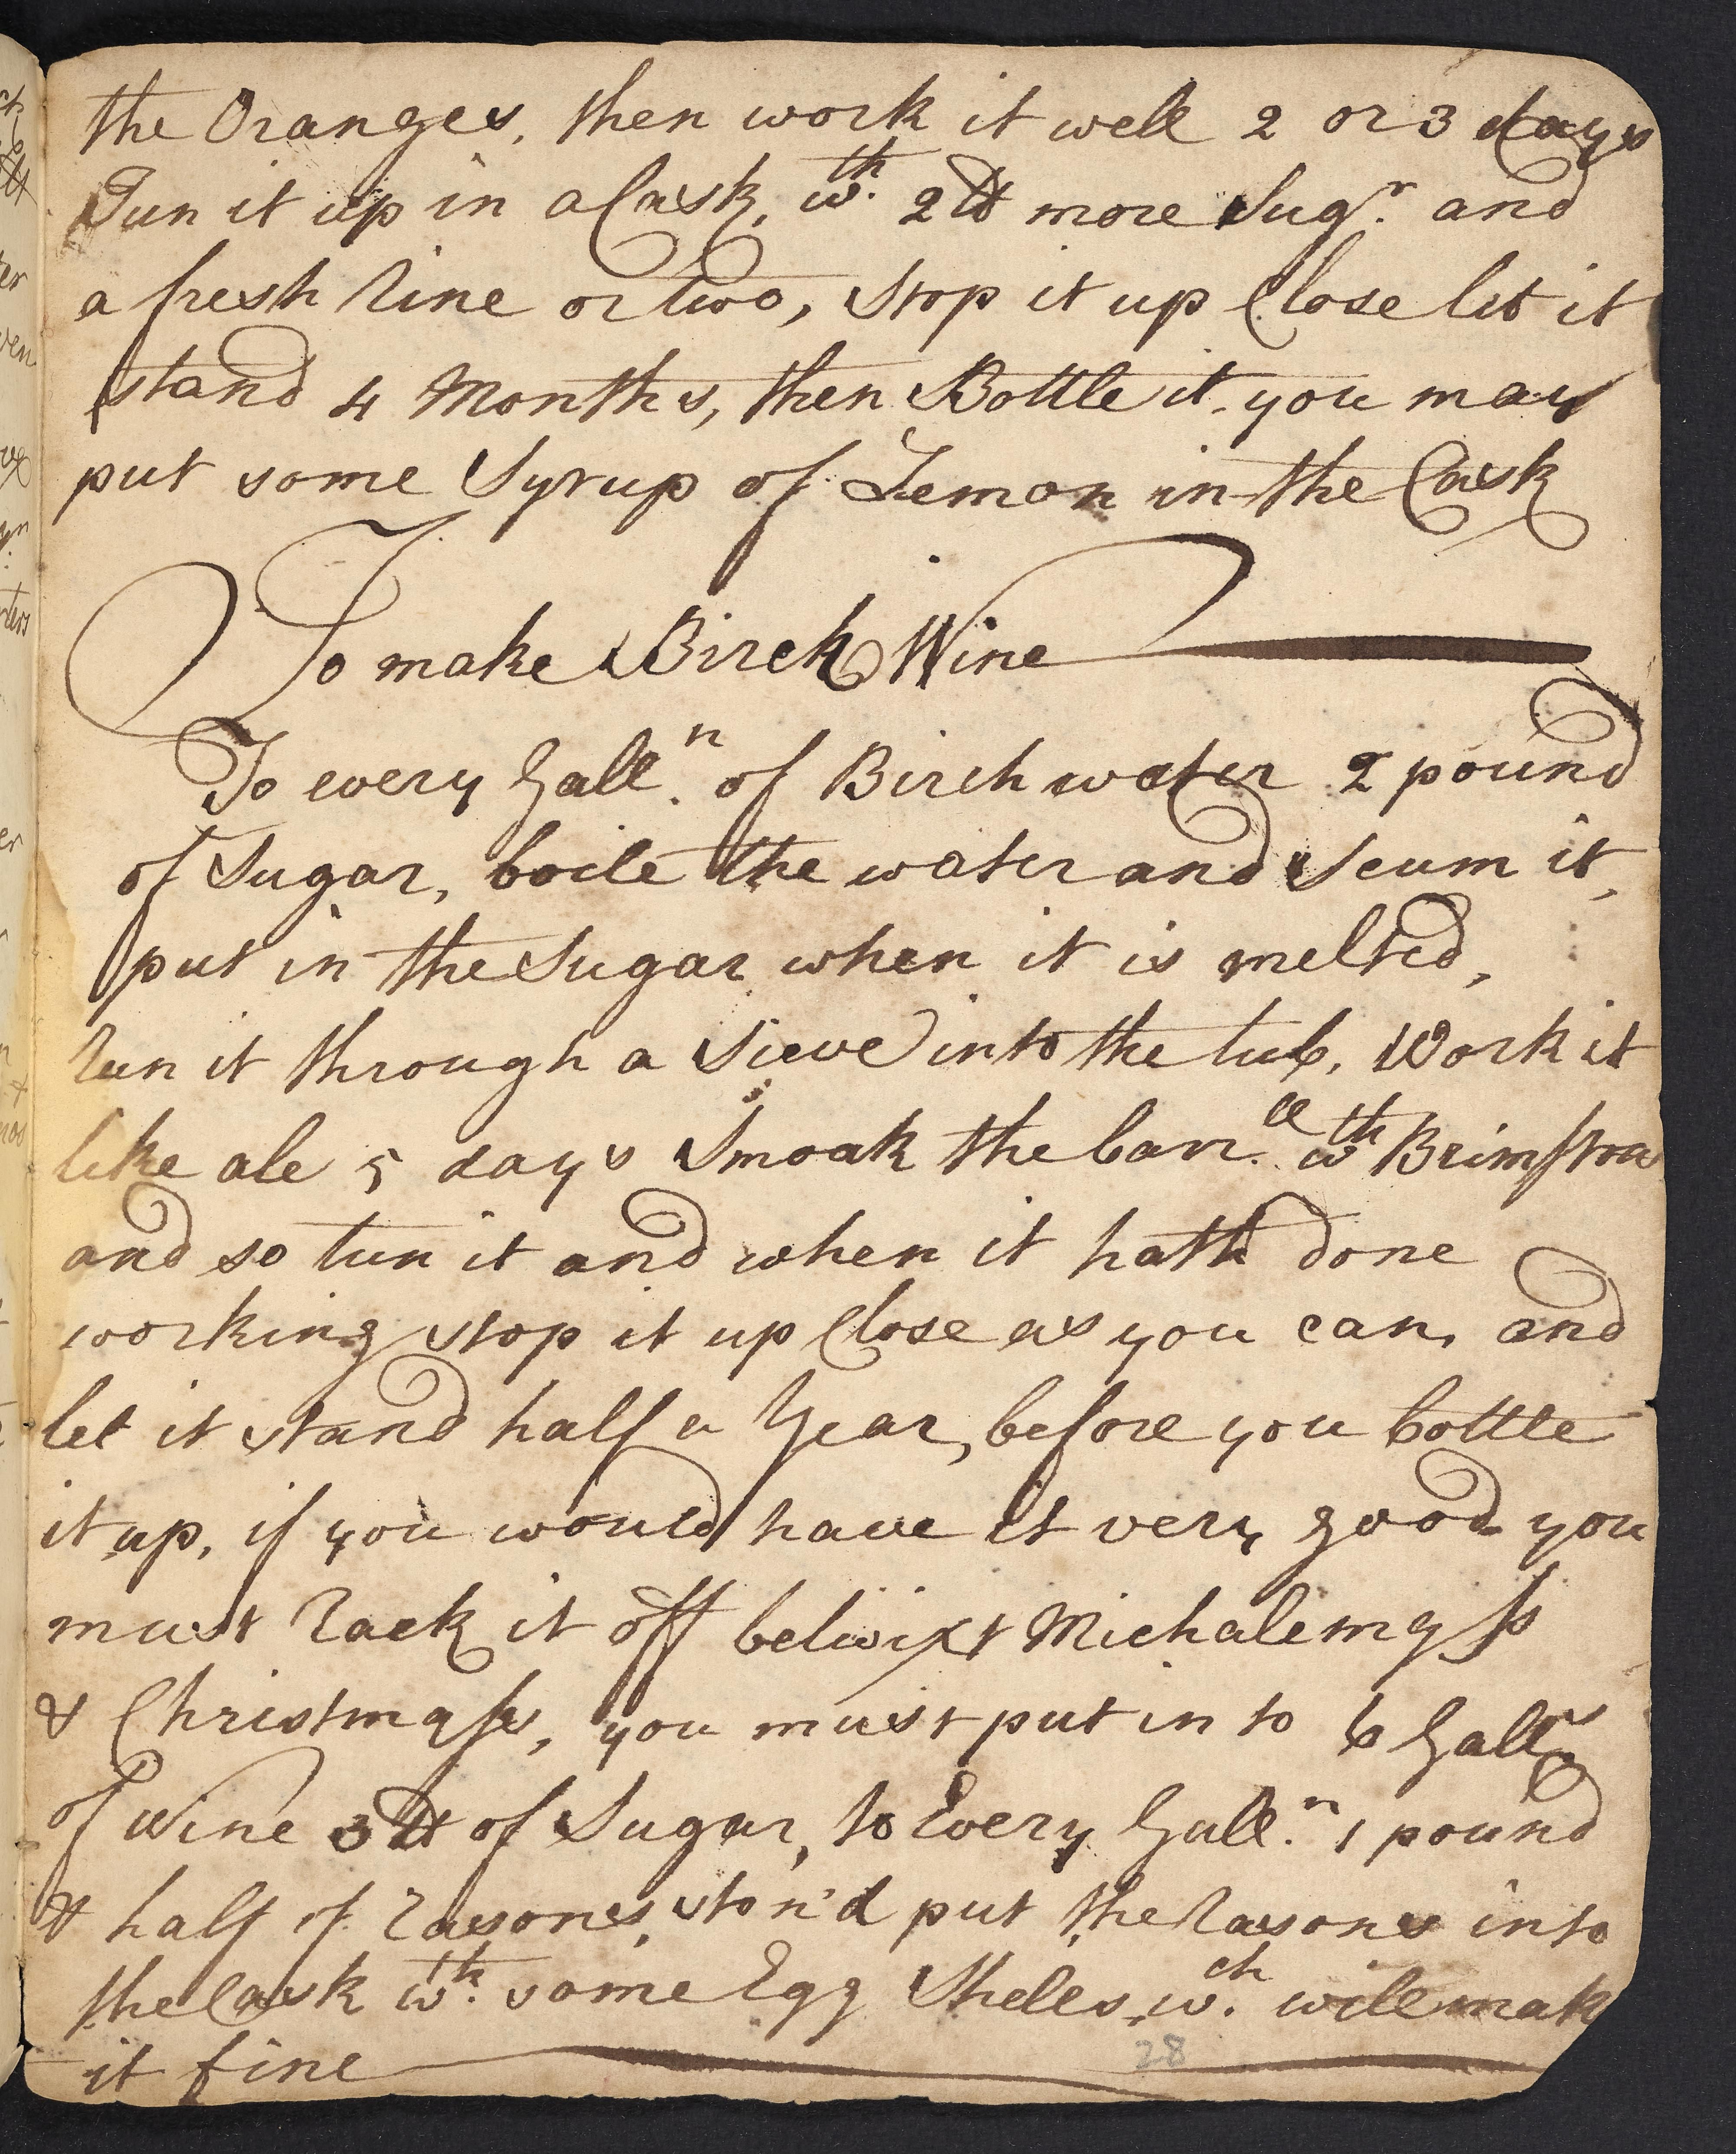 the Oranges, then work it well 2 or 3 days
Tun it up in a Cask, wth. 2 ℔ more Sugr. and
a fresh rine or two, Stop it up Close let it
stand 4 Months, then Bottle it. you may
put some Syrup of Lemon in the Cask
To make Birch Wine
To every Galln. of Birch water 2 pound
of Sugar, boile the water and Scum it,
put in the Sugar when it is melted,
run it through a Sieve into the tub, Work it
like ale 5 days Smoak the barrll. wth Brimston
and so tun it and when it hath done
working stop it up Close as you can, and
let it stand half a Year, before you bottle
it up, if you would have it very good you
must rack it off betwixt Michalemass
& Christmass, you must put in to 6 Gallns
of Wine 3 ℔ of Sugar, to Every Galln. 1 pound
& half of rasones, ston'd put the rasones into
the Cask wth. some Egg Shells, wch. will mak
it fine
28